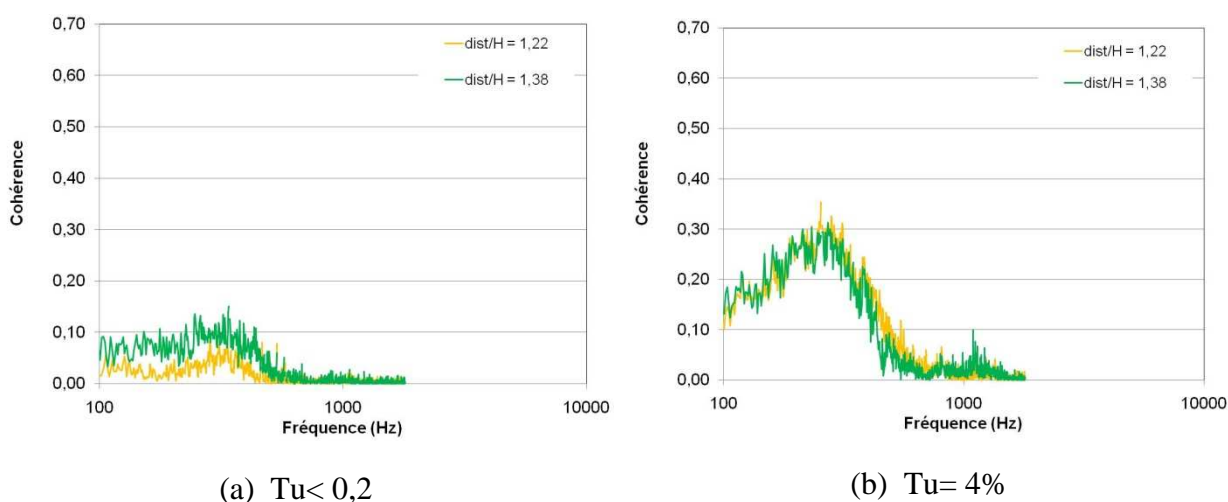 0,70
0,60
0,50
0,40
0,30
0,20
0,10
0,00
Cohérence
dist/H = 1,22
dist/H = 1,38
100
1000
10000
Fréquence (Hz)
(a) Tu< 0,2
0,70
0,60
0,50
0,40
0,30
0,20
0,10
0,00
Cohérence
dist/H = 1,22
dist/H = 1,38
100
1000
10000
Fréquence (Hz)
(b) Tu= 4%